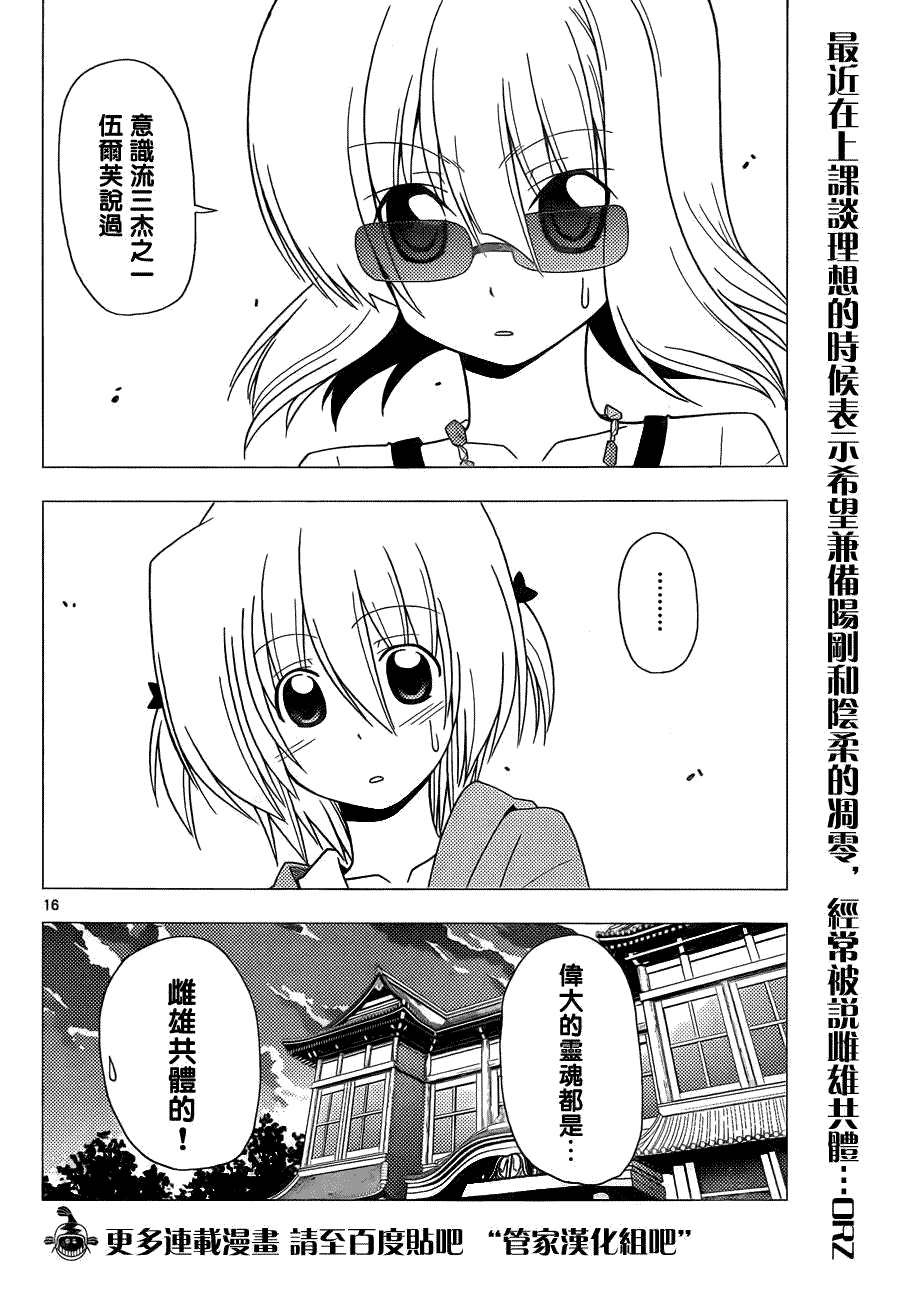 意識流三杰之一
伍爾芙說過
………
偉大的靈魂都是…
雌雄共體的！
16
最近在上課談理想的時候表示希望兼備陽剛和陰柔的凋零，經常被説雌雄共體…ORZ
更多連載漫畫 請至百度貼吧 “管家漢化組吧”